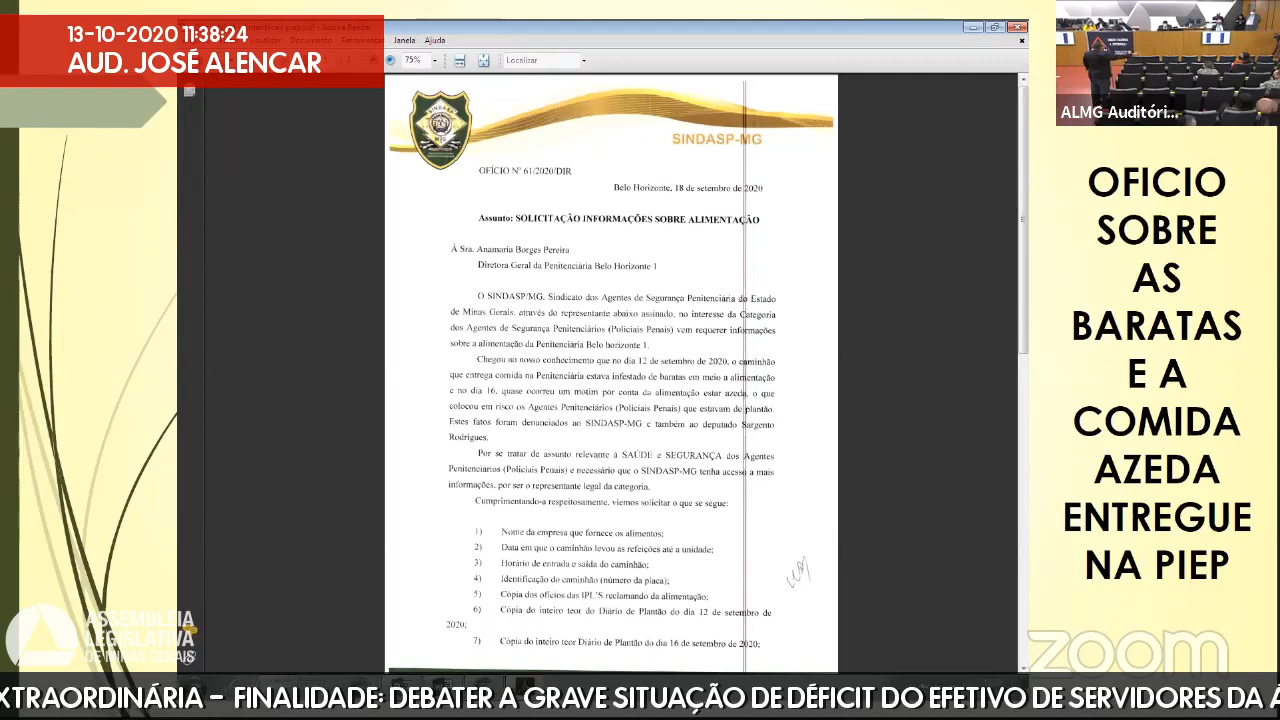 13-10-2020 11:38:24
AUD. JOSÉ ALENCAR
Janela Ajuda
75% Localizar
SINDASP-MG
OFÍCIO Nº 61/2020/DIR
Belo Horizonte, 18 de setembro de 2020
Assunto: SOLICITAÇÃO INFORMAÇÕES SOBRE ALIMENTAÇÃO
À Sra. Anamaria Borges Pereira
Diretora Geral da Penitenciária Belo Horizonte 1
O SINDASP/MG, Sindicato dos Agentes de Segurança Penitenciária do Estado
de Minas Gerais, através do representante abaixo assinado, no interesse da Categoria
dos Agentes de Segurança Penitenciários (Policiais Penais) vem requerer informações
sobre a alimentação da Penitenciária Belo horizonte 1.
Chegou ao nosso conhecimento que no dia 12 de setembro de 2020, o caminhão
que entrega comida na Penitenciária estava infestado de baratas em meio a alimentação
e no dia 16, quase ocorreu um motim por conta da alimentação estar azeda, o que
colocou em risco os Agentes Penitenciários (Policiais Penais) que estavam de plantão.
Estes fatos foram denunciados ao SINDASP-MG e também ao deputado Sargento
Rodrigues.
Por se tratar de assunto relevante à SAÚDE e SEGURANÇA dos Agentes
Penitenciários (Policiais Penais) e necessário que o SINDASP-MG tenha acesso a mais
informações, por ser o representante legal da categoria.
Cumprimentando-a respeitosamente, viemos solicitar o que se segue:
1) Nome da empresa que fornece os alimentos;
2) Data em que o caminhão levou as refeições até a unidade;
3) Horário de entrada e saída do caminhão;
4) Identificação do caminhão (número da placa);
5) Cópia dos ofícios das IPL'S reclamando da alimentação;
6) Cópia do inteiro teor do Diário de Plantão do dia 12 de setembro de
2020;
7) Cópia do inteiro teor Diário de Plantão do dia 16 de setembro de 2020;
ALMG Auditóri...
OFICIO
SOBRE
AS
BARATAS
E A
COMIDA
AZEDA
ENTREGUE
NA PIEP
ASSEMBLEIA
LEGISLATIVA
DE MINAS GERAIS
zoom
XTRAORDINÁRIA – FINALIDADE: DEBATER A GRAVE SITUAÇÃO DE DÉFICIT DO EFETIVO DE SERVIDORES DA Á